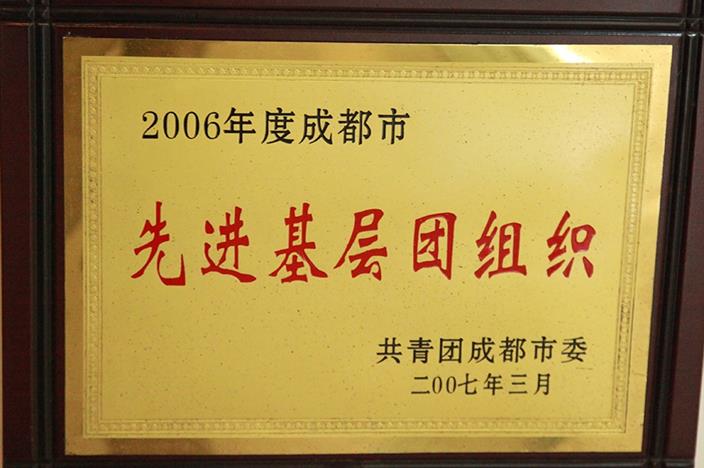 2006年度成都市
先进基层团组织
共青团成都市委
二00七年三月